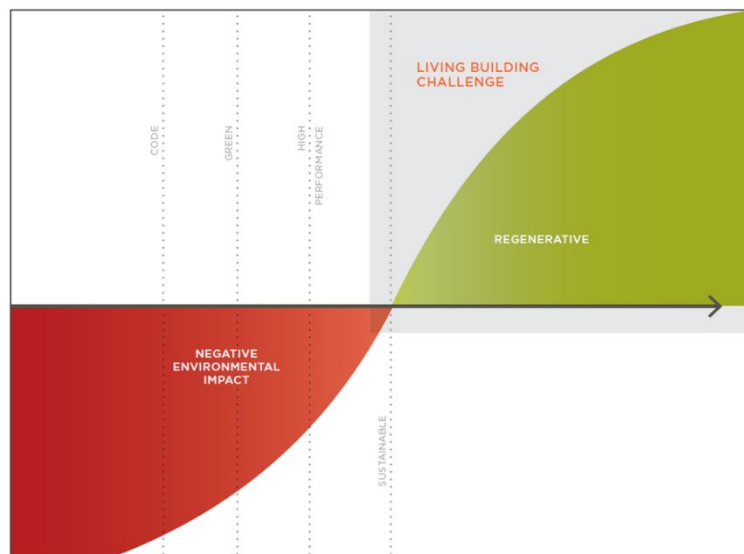 LIVING BUILDING
CHALLENGE
CODE
GREEN
HIGH
PERFORMANCE
REGENERATIVE
NEGATIVE
ENVIRONMENTAL
IMPACT
SUSTAINABLE